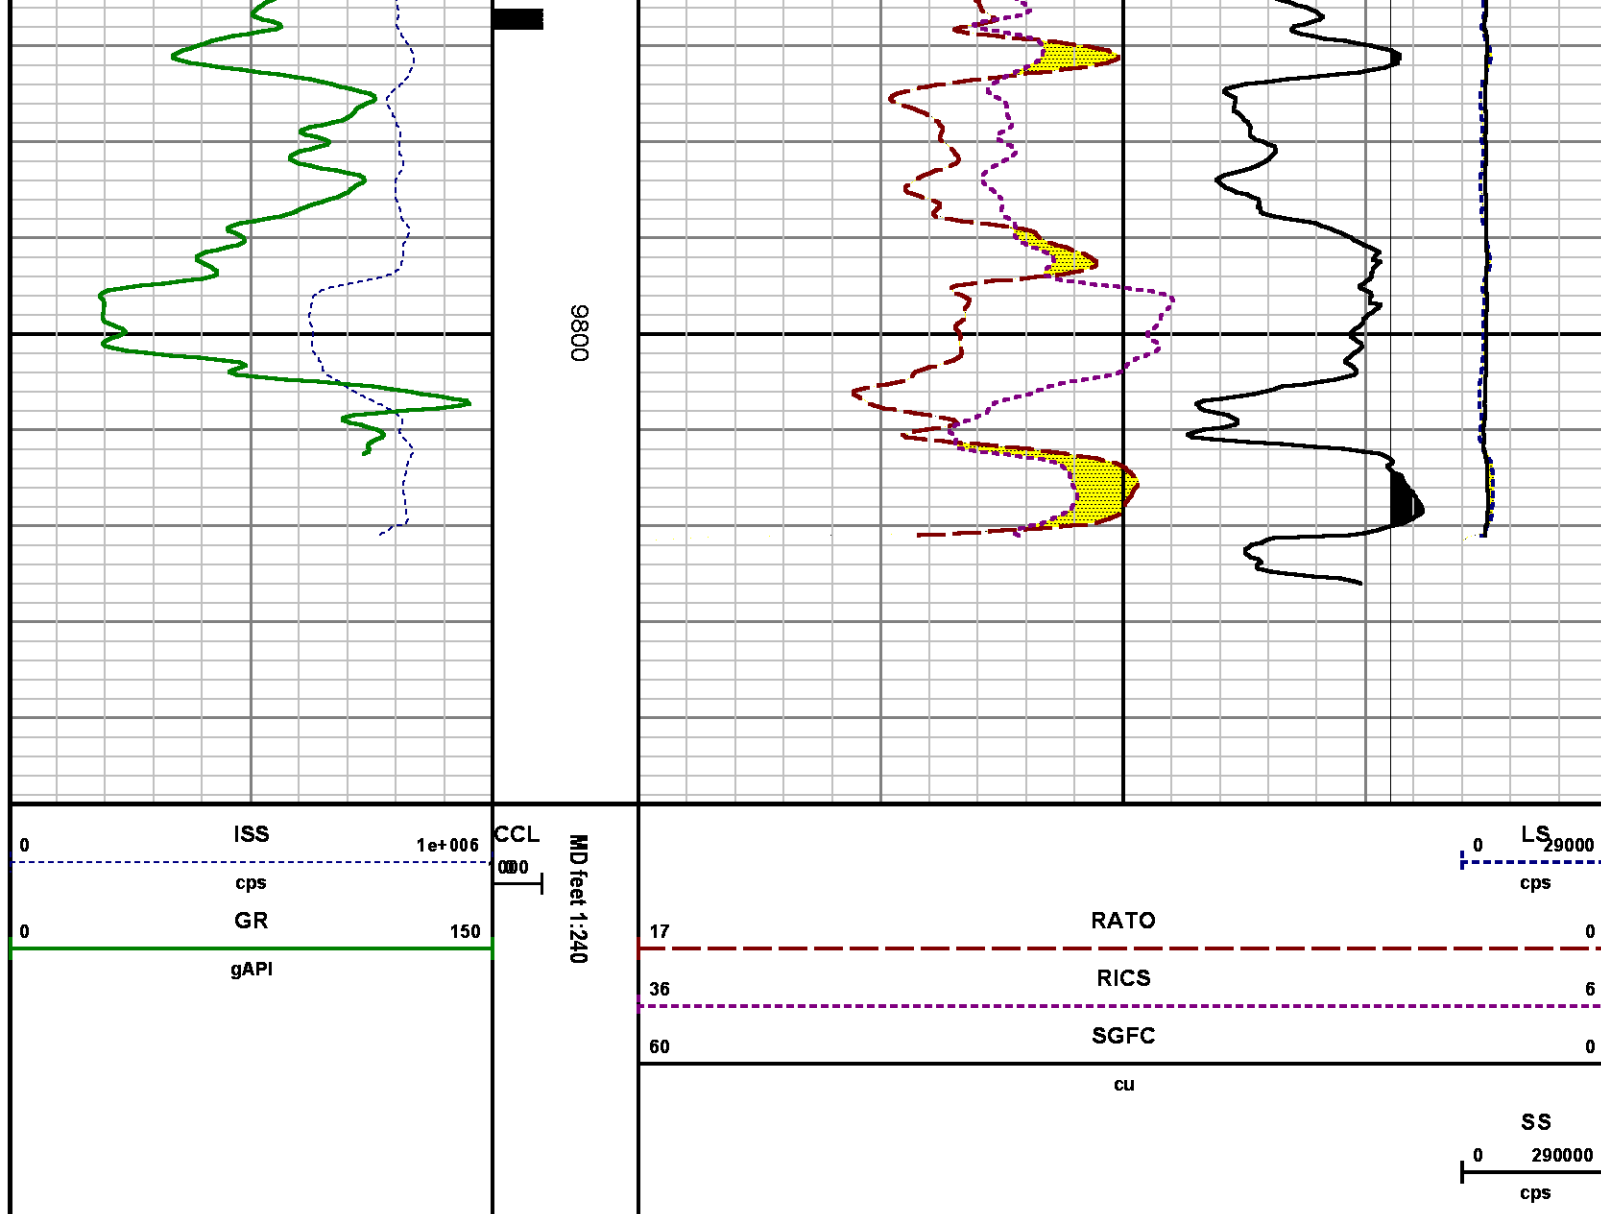 9800
ISS
0 1e+006
cps
GR
0 150
gAPI
CCL
MD feet 1:240
LS
0 29000
cps
RATO
17 0
RICS
36 6
SGFC
60 0
cu
SS
0 290000
cps